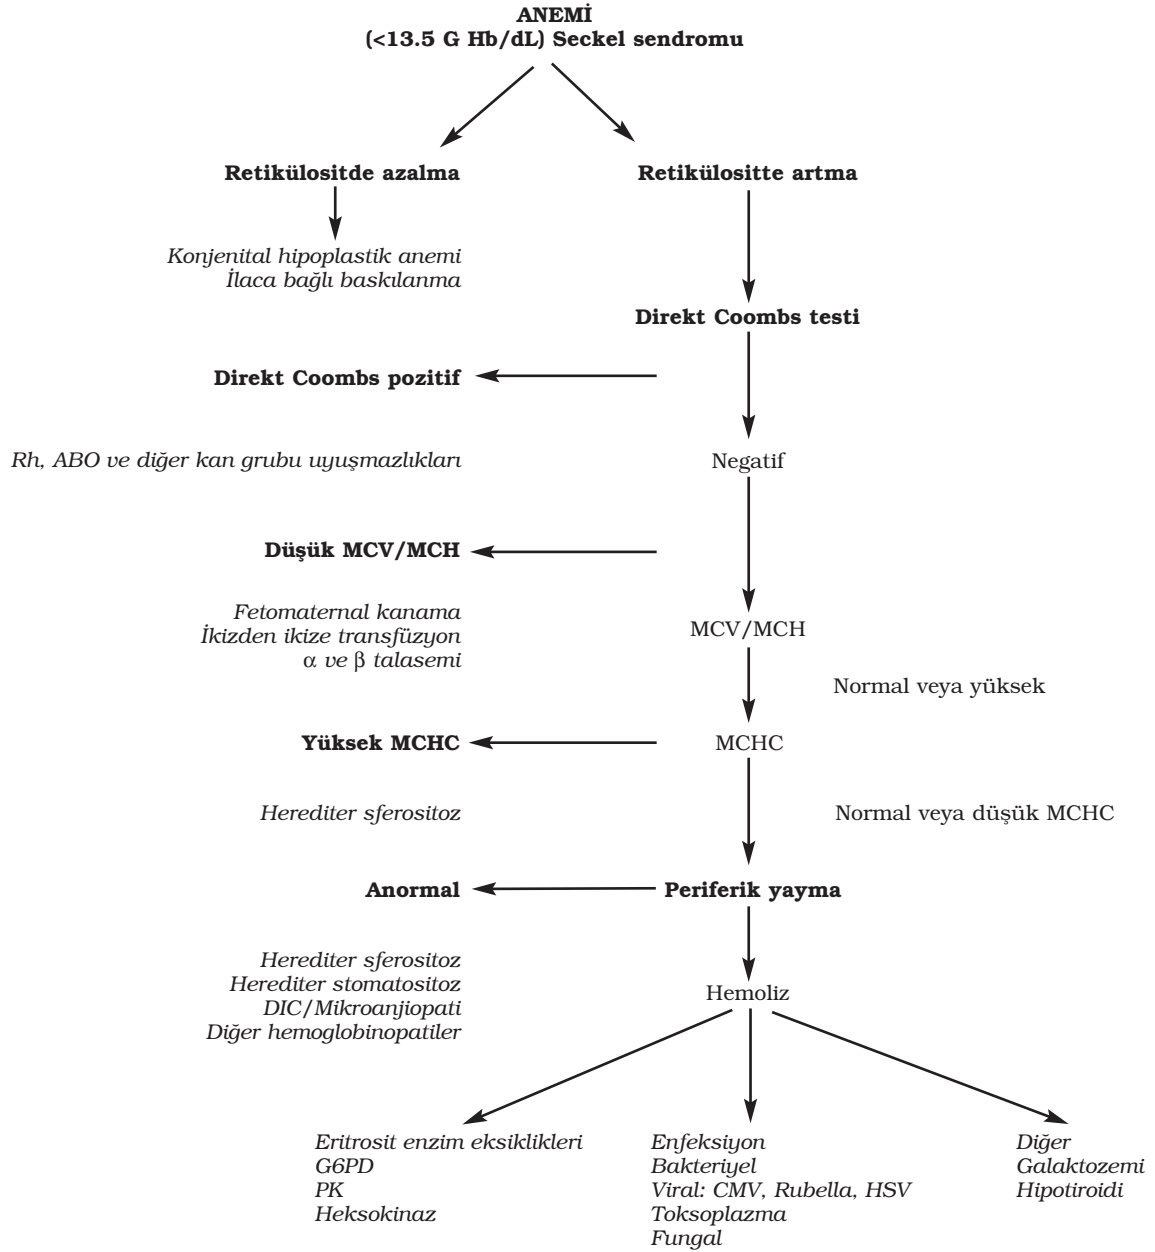 ANEMİ
(<13.5 G Hb/dL) Seckel sendromu
Retikülositde azalma
Retikülositte artma
Konjenital hipoplastik anemi
İlaca bağlı baskılanma
Direkt Coombs testi
Direkt Coombs pozitif
Rh, ABO ve diğer kan grubu uyuşmazlıkları
Negatif
Düşük MCV/MCH
Fetomaternal kanama
İkizden ikize transfüzyon
α ve β talasemi
MCV/MCH
Normal veya yüksek
Yüksek MCHC
MCHC
Herediter sferositoz
Normal veya düşük MCHC
Anormal
Periferik yayma
Herediter sferositoz
Herediter stomatositoz
DIC/Mikroanjiopati
Diğer hemoglobinopatiler
Hemoliz
Eritrosit enzim eksiklikleri
G6PD
PK
Heksokinaz
Enfeksiyon
Bakteriyel
Viral: CMV, Rubella, HSV
Toksoplazma
Fungal
Diğer
Galaktozemi
Hipotiroidi